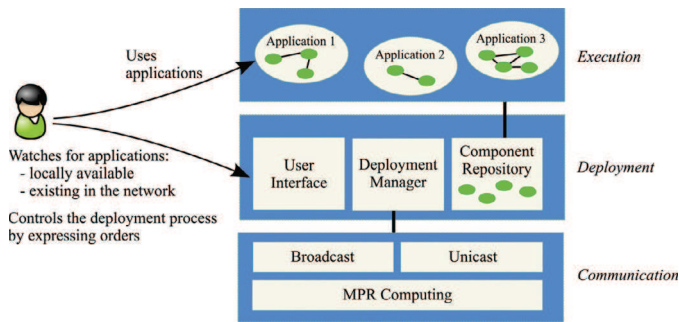 Application 1
Application 2
Application 3
Execution
Uses
applications
Watches for applications:
- locally available
- existing in the network
Controls the deployment process
by expressing orders
User
Interface
Deployment
Manager
Component
Repository
Deployment
Broadcast
Unicast
MPR Computing
Communication